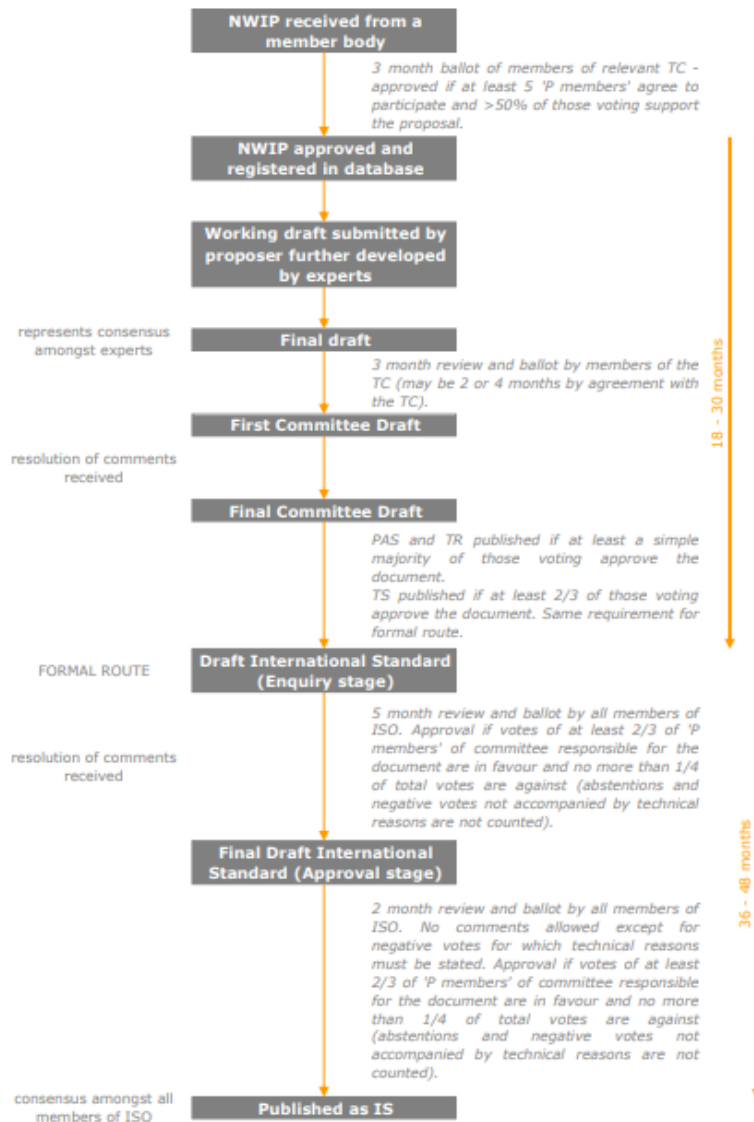 NWIP received from a
member body
3 month ballot of members of relevant TC -
approved if at least 5 'P members' agree to
participate and >50% of those voting support
the proposal.
NWIP approved and
registered in database
Working draft submitted by
proposer further developed
by experts
represents consensus
amongst experts
Final draft
3 month review and ballot by members of the
TC (may be 2 or 4 months by agreement with
the TC).
18 - 30 months
First Committee Draft
resolution of comments
received
Final Committee Draft
PAS and TR published if at least a simple
majority of those voting approve the
document.
TS published if at least 2/3 of those voting
approve the document. Same requirement for
formal route.
FORMAL ROUTE
Draft International Standard
(Enquiry stage)
5 month review and ballot by all members of
ISO. Approval if votes of at least 2/3 of 'P
members' of committee responsible for the
document are in favour and no more than 1/4
of total votes are against (abstentions and
negative votes not accompanied by technical
reasons are not counted).
resolution of comments
received
Final Draft International
Standard (Approval stage)
36 - 48 months
2 month review and ballot by all members of
ISO. No comments allowed except for
negative votes for which technical reasons
must be stated. Approval if votes of at least
2/3 of 'P members' of committee responsible
for the document are in favour and no more
than 1/4 of total votes are against
(abstentions and negative votes not
accompanied by technical reasons are not
counted).
consensus amongst all
members of ISO
Published as IS